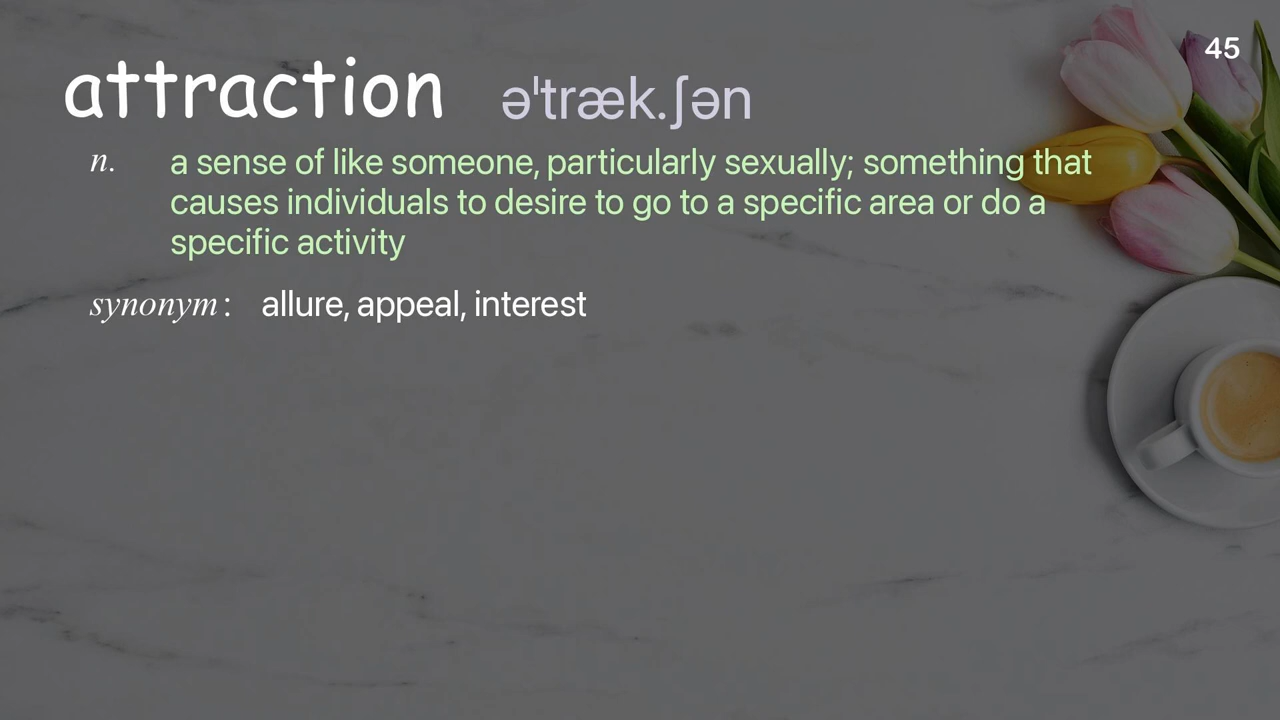 45
attraction əˈtræk.ʃən
n. a sense of like someone, particularly sexually; something that
causes individuals to desire to go to a specific area or do a
specific activity
synonym: allure, appeal, interest